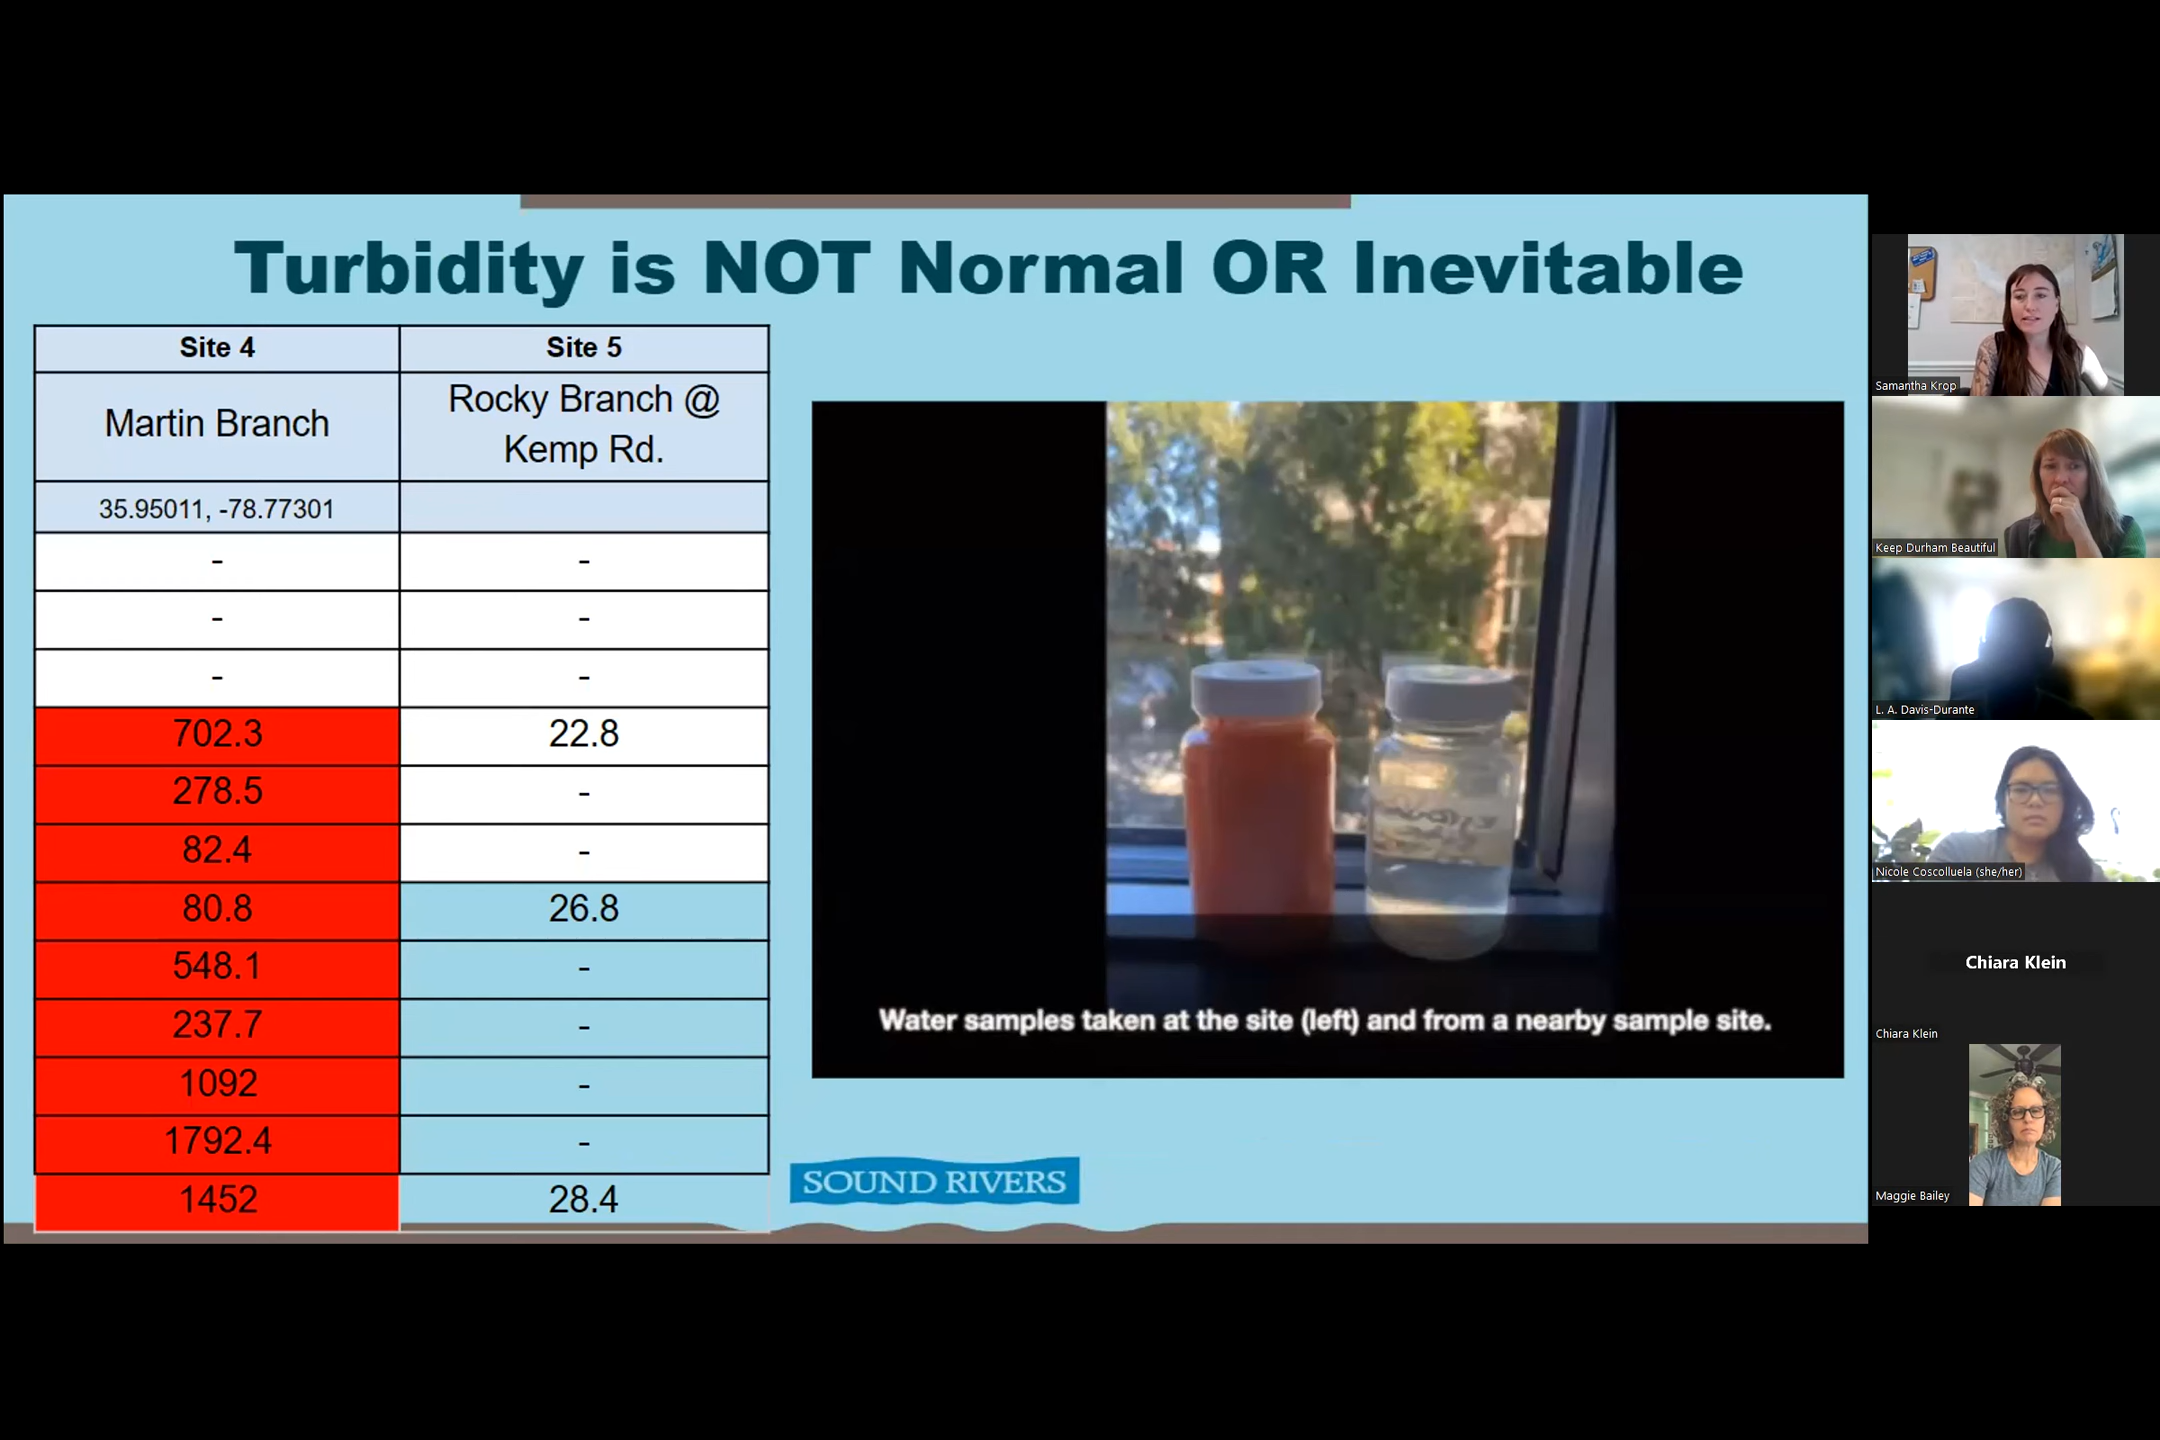 Turbidity is NOT Normal OR Inevitable
Site 4
Site 5
Martin Branch
Rocky Branch @
Kemp Rd.
35.95011, -78.77301
-
-
-
-
-
-
702.3
22.8
278.5
-
82.4
-
80.8
26.8
548.1
-
237.7
-
1092
-
1792.4
-
1452
28.4
Water samples taken at the site (left) and from a nearby sample site.
SOUND RIVERS
Samantha Krop
Keep Durham Beautiful
L. A. Davis-Durante
Nicole Coscolluela (she/her)
Chiara Klein
Chiara Klein
Maggie Bailey